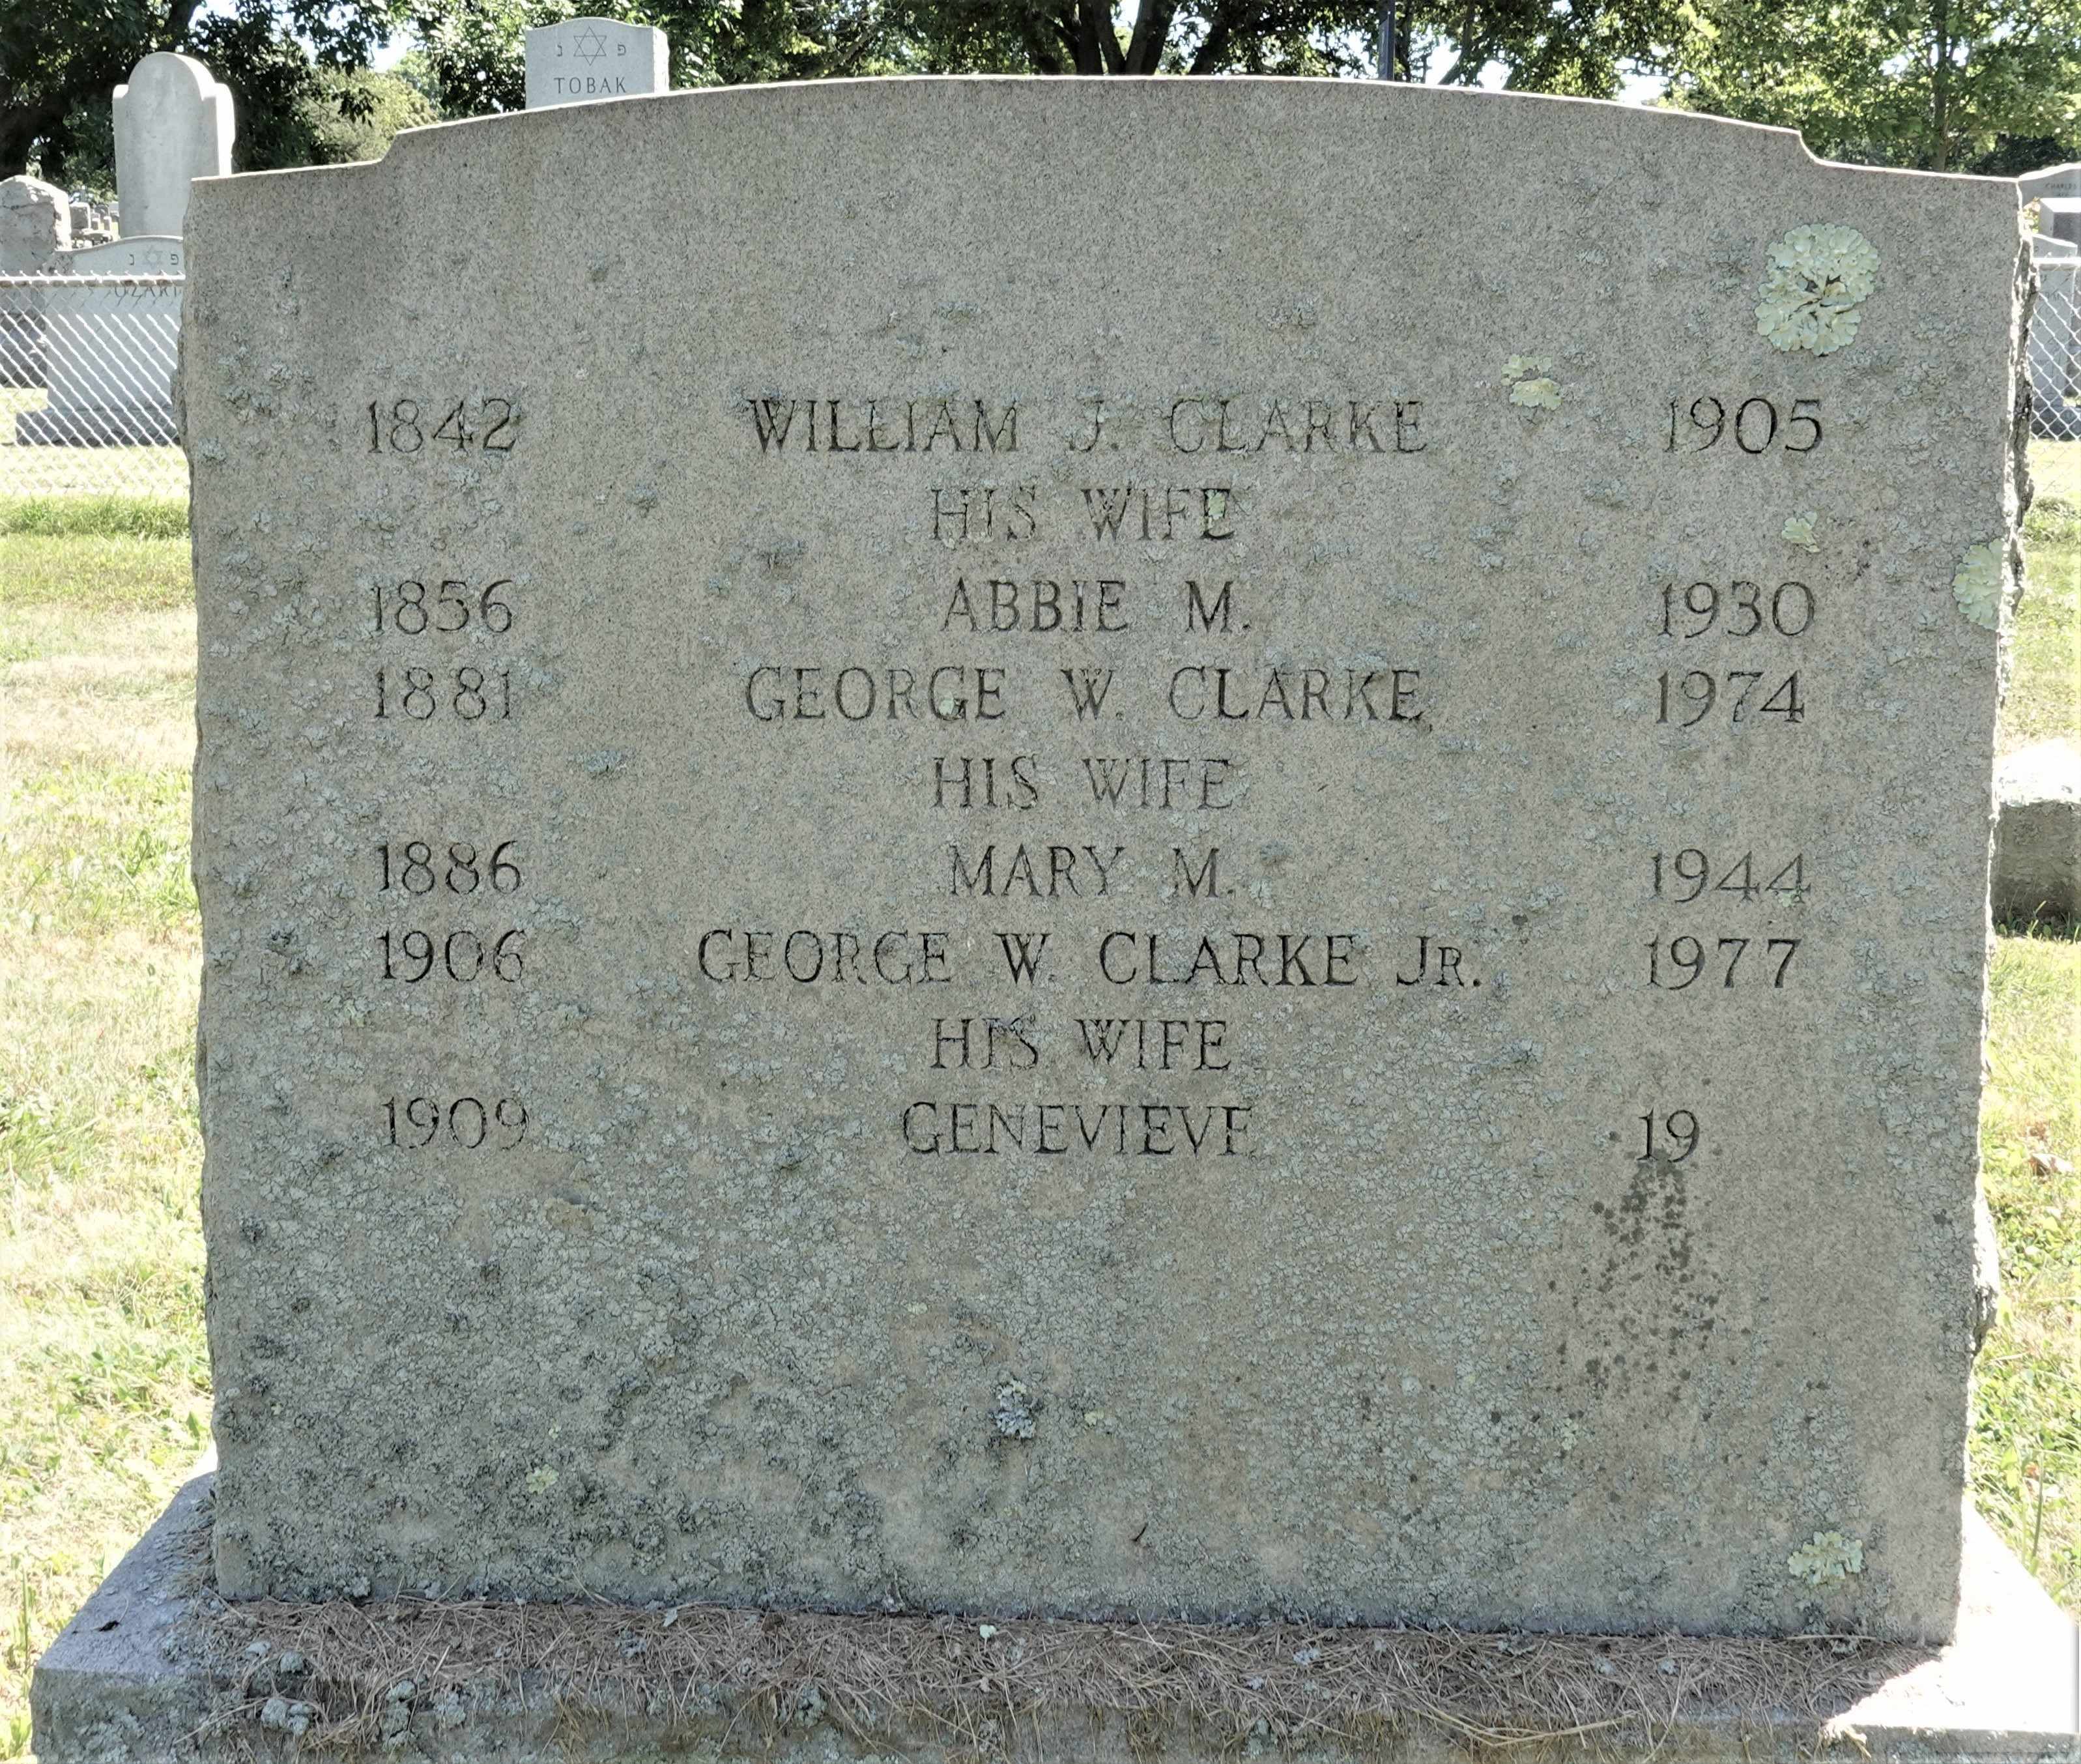 נ פ
TOBAK
CHARLES
נ פ
1842 WILLIAM J. CLARKE 1905
HIS WIFE
1856 ABBIE M. 1930
1881 GEORGE W. CLARKE, 1974
HIS WIFE
1886 MARY M. 1944
1906 GEORGE W. CLARKE JR. 1977
HIS WIFE
1909 GENEVIEVE 19